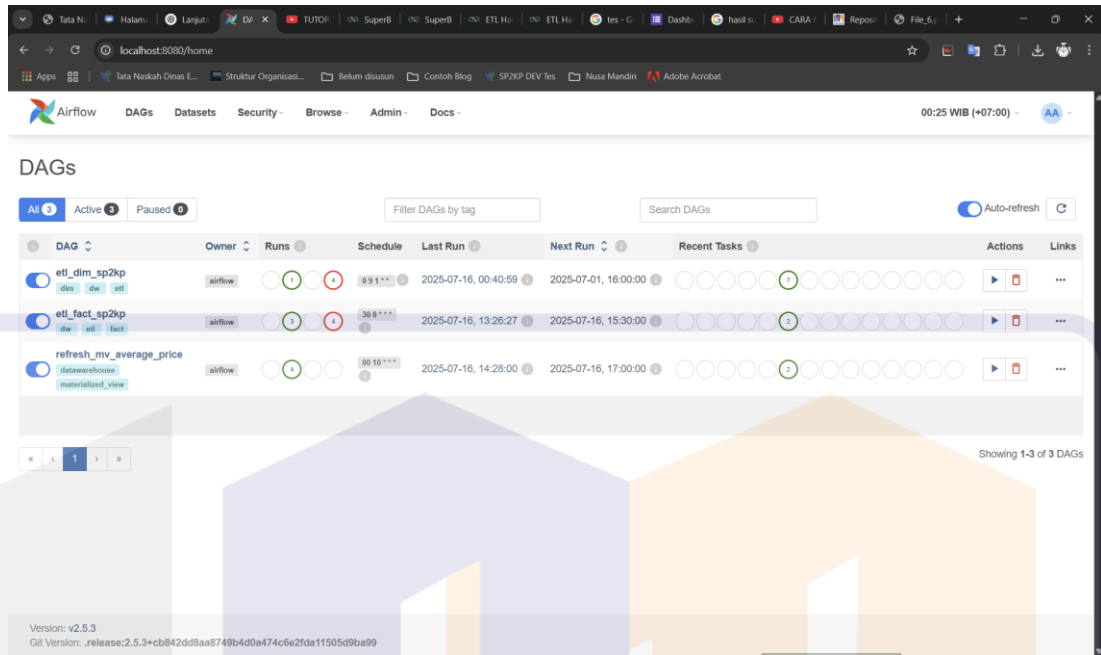 Tata Na
Halama
Lanjuta
DA
TUTOR
SuperB
SuperB
ETL Ha
ETL Ha
tes - G
Dashb
hasil su
CARA
Reposi
File_6.p
localhost:8080/home
Apps
Tata Naskah Dinas E...
Struktur Organisasi...
Belum disusun
Contoh Blog
SP2KP DEV Tes
Nusa Mandiri
Adobe Acrobat
Airflow DAGs Datasets Security Browse Admin Docs 00:25 WIB (+07:00) AA
DAGs
All 3 Active 3 Paused 0 Filter DAGs by tag Search DAGs Auto-refresh
DAG Owner Runs Schedule Last Run Next Run Recent Tasks Actions Links
etl_dim_sp2kp
dim dw etl
airflow 1 4 0 9 1 * * 2025-07-16, 00:40:59 2025-07-01, 16:00:00 7
etl_fact_sp2kp
dw etl fact
airflow 3 4 30 8 * * * 2025-07-16, 13:26:27 2025-07-16, 15:30:00 2
refresh_mv_average_price
datawarehouse
materialized_view
airflow 4 00 10 * * * 2025-07-16, 14:28:00 2025-07-16, 17:00:00 2
« ‹ 1 › » Showing 1-3 of 3 DAGs
Version: v2.5.3
Git Version: .release:2.5.3+cb842dd8aa8749b4d0a474c6e2fda11505d9ba99